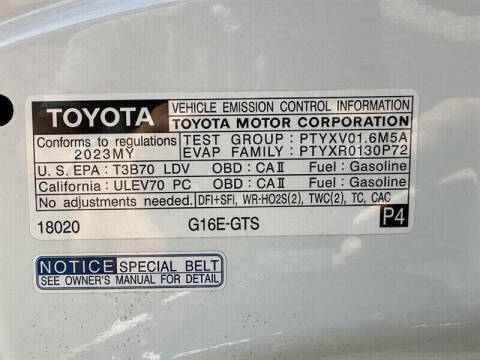 TOYOTA
VEHICLE EMISSION CONTROL INFORMATION
TOYOTA MOTOR CORPORATION
Conforms to regulations
2023MY
TEST GROUP : PTYXV01.6M5A
EVAP FAMILY : PTYXR0130P72
U.S. EPA : T3B70 LDV OBD : CAⅡ Fuel : Gasoline
California : ULEV70 PC OBD : CAⅡ Fuel : Gasoline
No adjustments needed. DFI+SFI, WR-HO2S(2), TWC(2), TC, CAC
18020 G16E-GTS P4
NOTICE SPECIAL BELT
SEE OWNER'S MANUAL FOR DETAIL